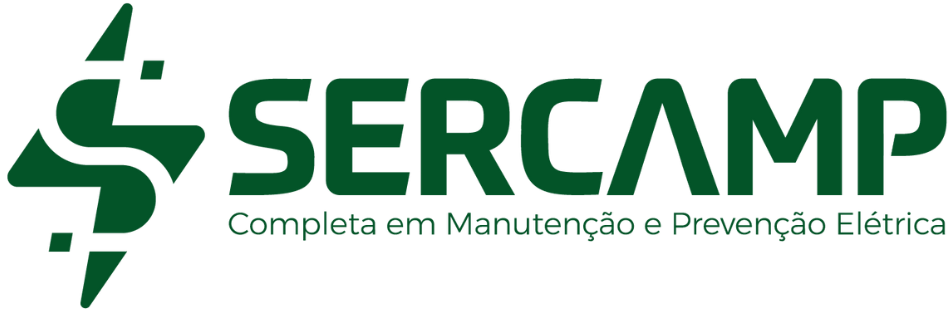 SERCAMP
Completa em Manutenção e Prevenção Elétrica